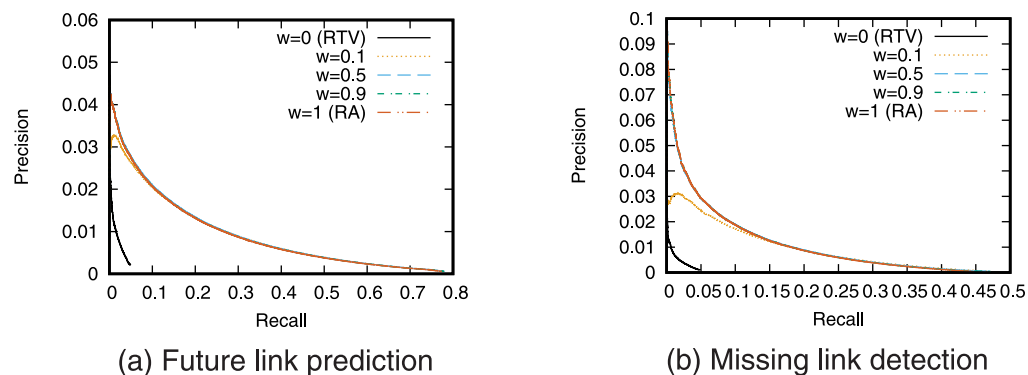 0.06
0.05
0.04
0.03
0.02
0.01
0
Precision
w=0 (RTV)
w=0.1
w=0.5
w=0.9
w=1 (RA)
0 0.1 0.2 0.3 0.4 0.5 0.6 0.7 0.8
Recall
(a) Future link prediction
0.1
0.09
0.08
0.07
0.06
0.05
0.04
0.03
0.02
0.01
0
Precision
w=0 (RTV)
w=0.1
w=0.5
w=0.9
w=1 (RA)
0 0.05 0.1 0.15 0.2 0.25 0.3 0.35 0.4 0.45 0.5
Recall
(b) Missing link detection